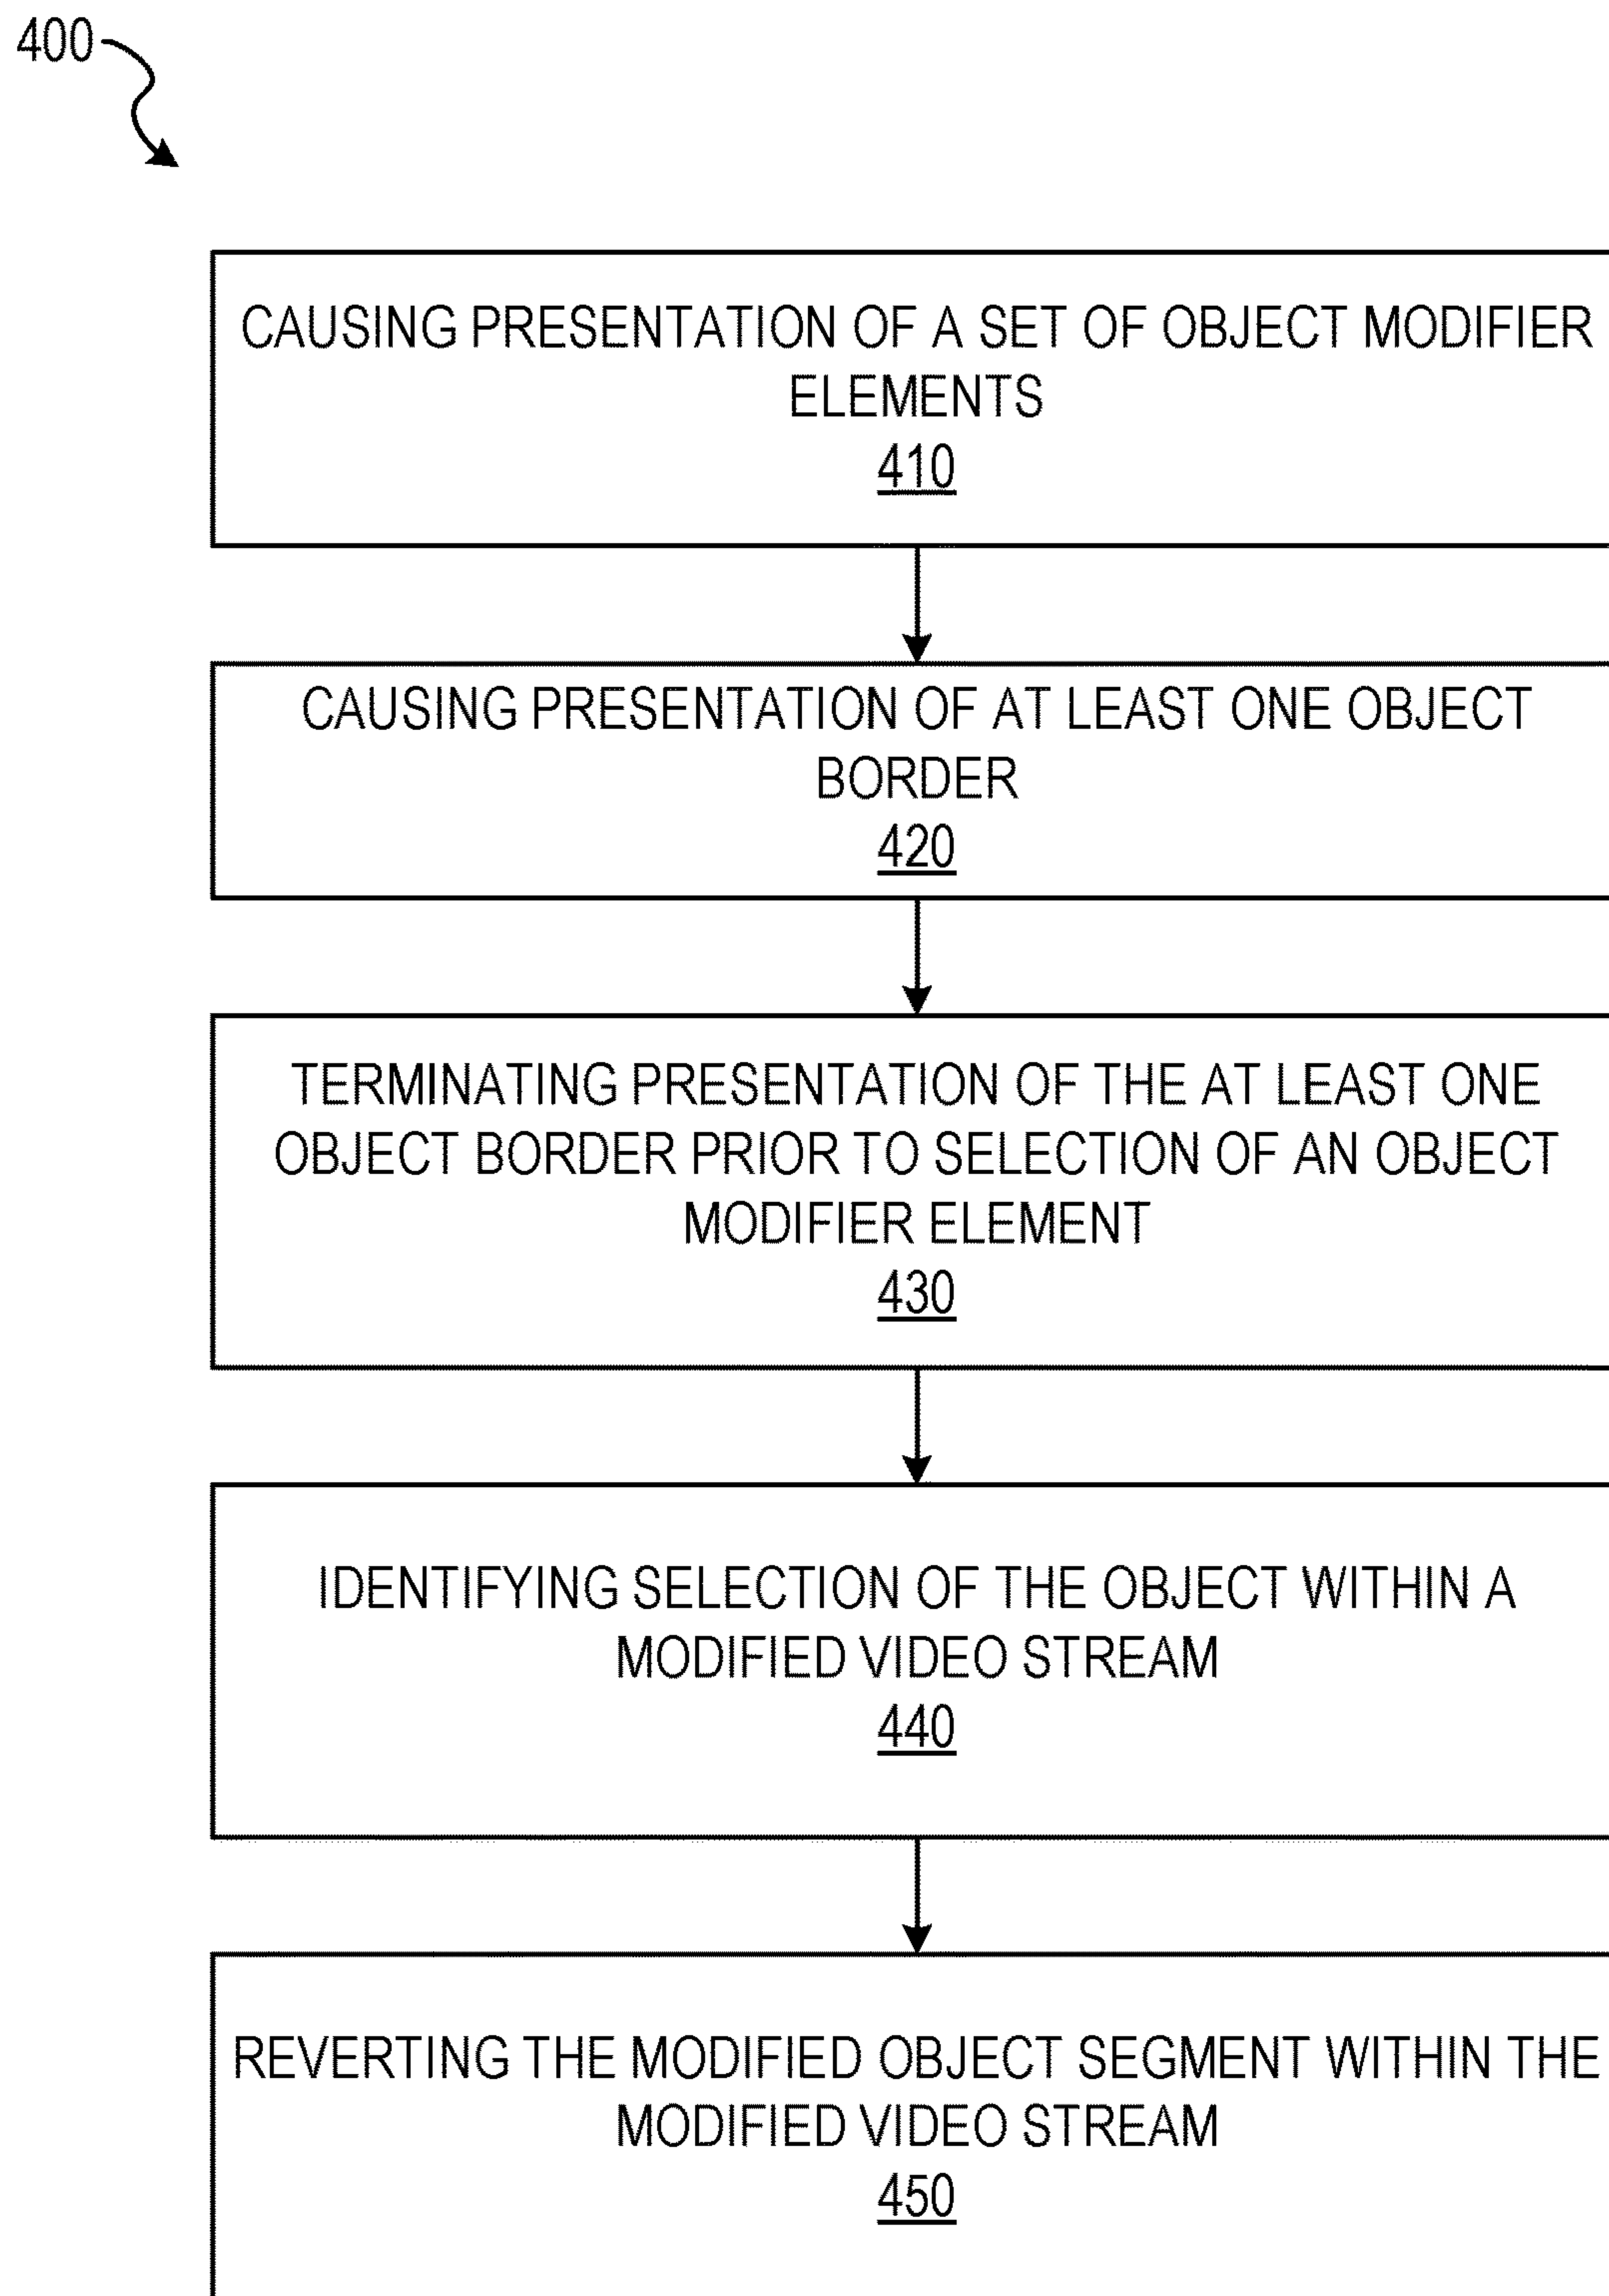 400
CAUSING PRESENTATION OF A SET OF OBJECT MODIFIER
ELEMENTS
410
CAUSING PRESENTATION OF AT LEAST ONE OBJECT
BORDER
420
TERMINATING PRESENTATION OF THE AT LEAST ONE
OBJECT BORDER PRIOR TO SELECTION OF AN OBJECT
MODIFIER ELEMENT
430
IDENTIFYING SELECTION OF THE OBJECT WITHIN A
MODIFIED VIDEO STREAM
440
REVERTING THE MODIFIED OBJECT SEGMENT WITHIN THE
MODIFIED VIDEO STREAM
450